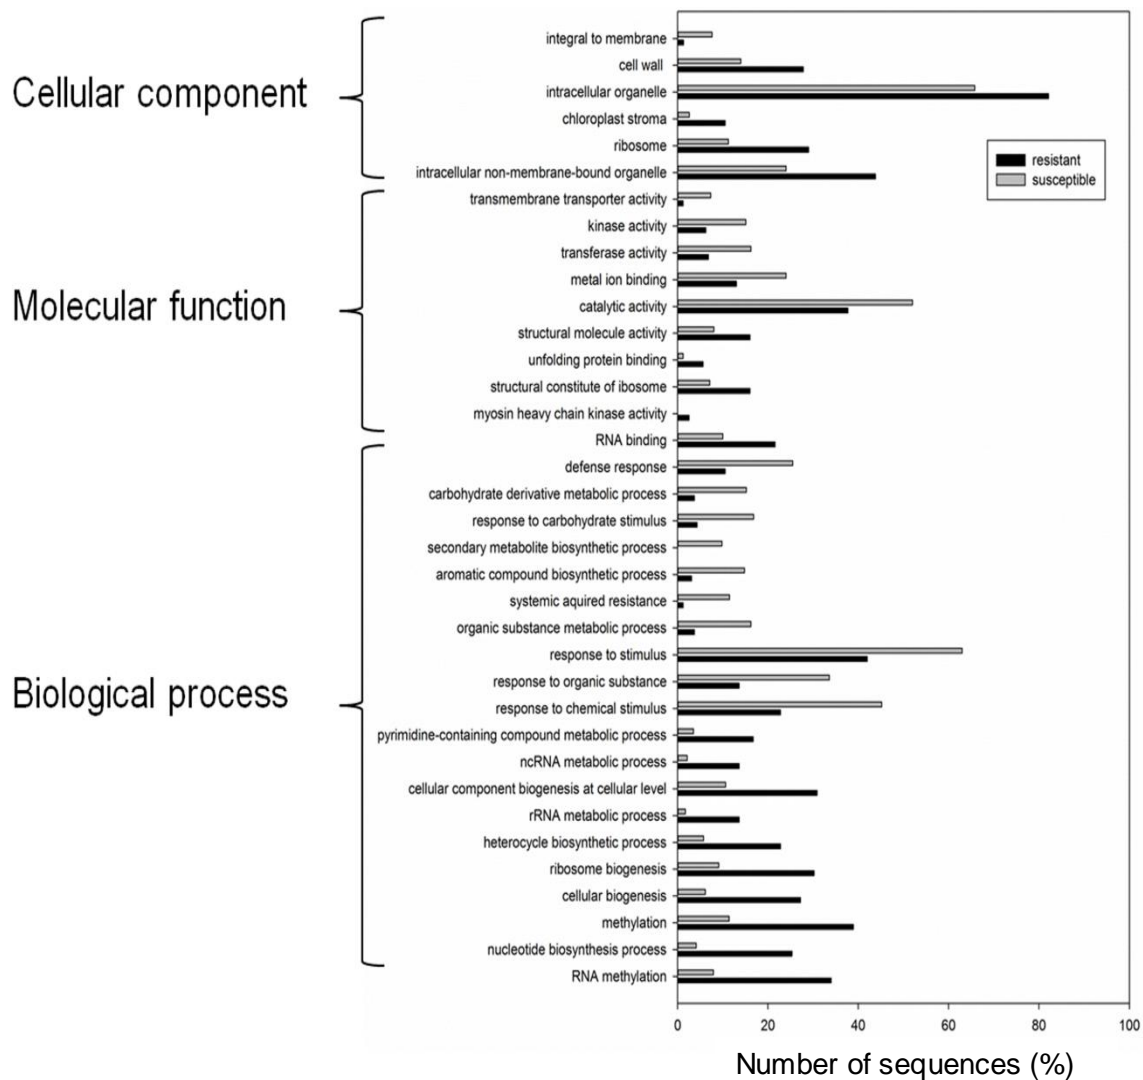 Cellular component
integral to membrane
cell wall
intracellular organelle
chloroplast stroma
ribosome
intracellular non-membrane-bound organelle
resistant
susceptible
Molecular function
transmembrane transporter activity
kinase activity
transferase activity
metal ion binding
catalytic activity
structural molecule activity
unfolding protein binding
structural constitute of ibosome
myosin heavy chain kinase activity
RNA binding
Biological process
defense response
carbohydrate derivative metabolic process
response to carbohydrate stimulus
secondary metabolite biosynthetic process
aromatic compound biosynthetic process
systemic aquired resistance
organic substance metabolic process
response to stimulus
response to organic substance
response to chemical stimulus
pyrimidine-containing compound metabolic process
ncRNA metabolic process
cellular component biogenesis at cellular level
rRNA metabolic process
heterocycle biosynthetic process
ribosome biogenesis
cellular biogenesis
methylation
nucleotide biosynthesis process
RNA methylation
0 20 40 60 80 100
Number of sequences (%)